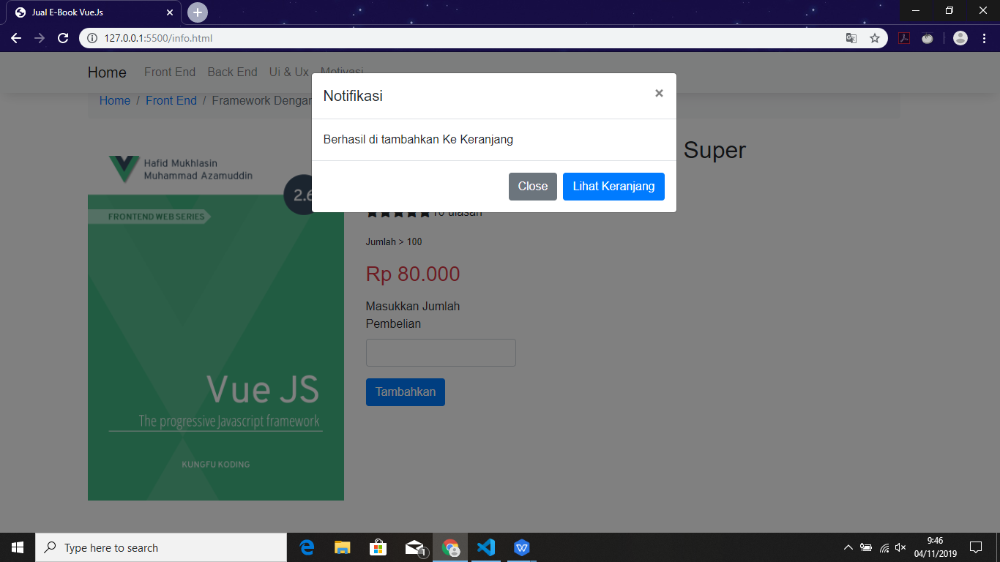 Jual E-Book VueJs
127.0.0.1:5500/info.html
Home Front End Back End Ui & Ux Motivasi
Home / Front End / Framework Dengan
Notifikasi ×
Berhasil di tambahkan Ke Keranjang
Close Lihat Keranjang
Super
Hafid Mukhlasin
Muhammad Azamuddin
2.6
FRONTEND WEB SERIES
Vue JS
The progressive Javascript framework
KUNGFU KODING
10 ulasan
Jumlah > 100
Rp 80.000
Masukkan Jumlah
Pembelian
Tambahkan
Type here to search
1
9:46
04/11/2019